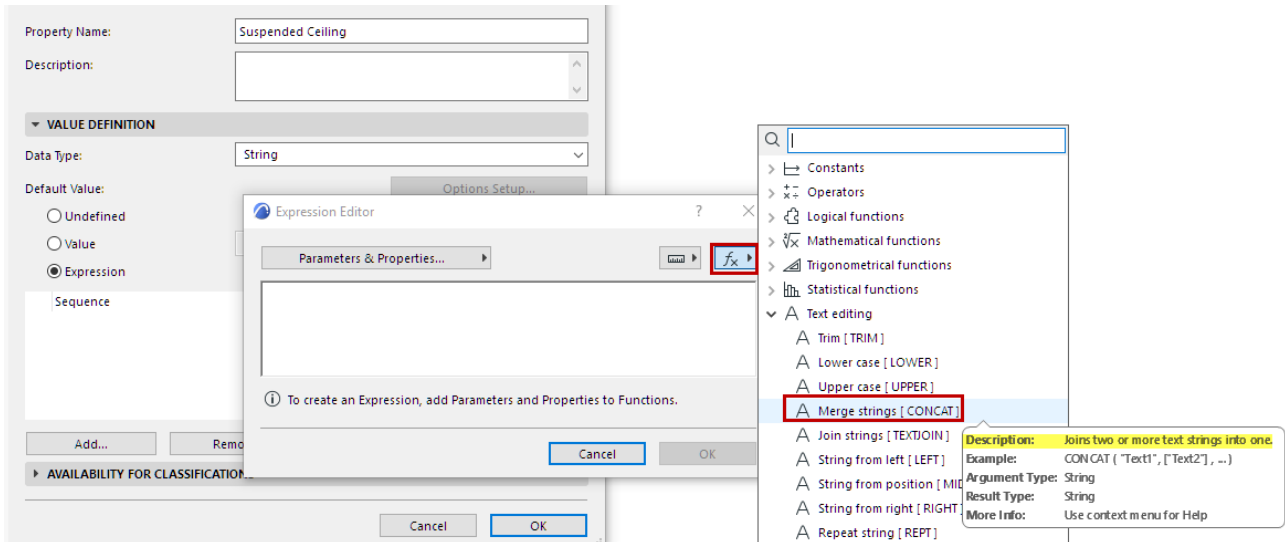 Property Name:
Suspended Ceiling
Description:
VALUE DEFINITION
Data Type:
String
Default Value:
Options Setup...
Undefined
Value
Expression
Sequence
Add...
AVAILABILITY FOR
Cancel
OK
Expression Editor
?
Parameters & Properties...
fx
To create an Expression, add Parameters and Properties to Functions.
Cancel
OK
Constants
Operators
Logical functions
Mathematical functions
Trigonometrical functions
Statistical functions
Text editing
Trim [ TRIM ]
Lower case [ LOWER ]
Upper case [ UPPER ]
Merge strings [ CONCAT ]
Join strings [ TEXTJOIN ]
String from left [ LEFT ]
String from position [ MID
String from right [ RIGHT ]
Repeat string [ REPT ]
Description: Joins two or more text strings into one.
Example: CONCAT ( "Text1", ["Text2"] , ... )
Argument Type: String
Result Type: String
More Info: Use context menu for Help